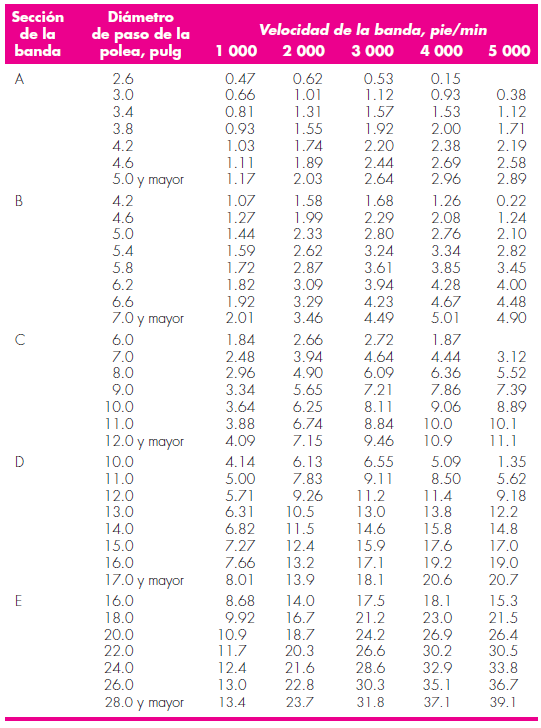 Sección de la banda	Diámetro de paso de la polea, pulg	Velocidad de la banda, pie/min
1 000	2 000	3 000	4 000	5 000
A	2.6	0.47	0.62	0.53	0.15
3.0	0.66	1.01	1.12	0.93	0.38
3.4	0.81	1.31	1.57	1.53	1.12
3.8	0.93	1.55	1.92	2.00	1.71
4.2	1.03	1.74	2.20	2.38	2.19
4.6	1.11	1.89	2.44	2.69	2.58
5.0 y mayor	1.17	2.03	2.64	2.96	2.89
B	4.2	1.07	1.58	1.68	1.26	0.22
4.6	1.27	1.99	2.29	2.08	1.24
5.0	1.44	2.33	2.80	2.76	2.10
5.4	1.59	2.62	3.24	3.34	2.82
5.8	1.72	2.87	3.61	3.85	3.45
6.2	1.82	3.09	3.94	4.28	4.00
6.6	1.92	3.29	4.23	4.67	4.48
7.0 y mayor	2.01	3.46	4.49	5.01	4.90
C	6.0	1.84	2.66	2.72	1.87
7.0	2.48	3.94	4.64	4.44	3.12
8.0	2.96	4.90	6.09	6.36	5.52
9.0	3.34	5.65	7.21	7.86	7.39
10.0	3.64	6.25	8.11	9.06	8.89
11.0	3.88	6.74	8.84	10.0	10.1
12.0 y mayor	4.09	7.15	9.46	10.9	11.1
D	10.0	4.14	6.13	6.55	5.09	1.35
11.0	5.00	7.83	9.11	8.50	5.62
12.0	5.71	9.26	11.2	11.4	9.18
13.0	6.31	10.5	13.0	13.8	12.2
14.0	6.82	11.5	14.6	15.8	14.8
15.0	7.27	12.4	15.9	17.6	17.0
16.0	7.66	13.2	17.1	19.2	19.0
17.0 y mayor	8.01	13.9	18.1	20.6	20.7
E	16.0	8.68	14.0	17.5	18.1	15.3
18.0	9.92	16.7	21.2	23.0	21.5
20.0	10.9	18.7	24.2	26.9	26.4
22.0	11.7	20.3	26.6	30.2	30.5
24.0	12.4	21.6	28.6	32.9	33.8
26.0	13.0	22.8	30.3	35.1	36.7
28.0 y mayor	13.4	23.7	31.8	37.1	39.1